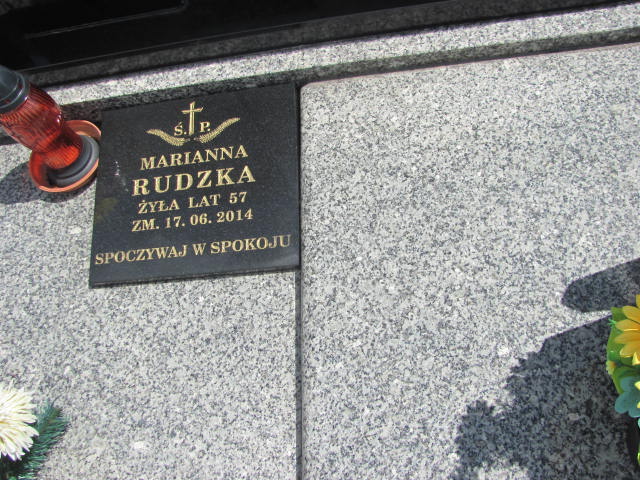 Ś. P.
MARIANNA
RUDZKA
ŻYŁA LAT 57
ZM. 17. 06. 2014
SPOCZYWAJ W SPOKOJU